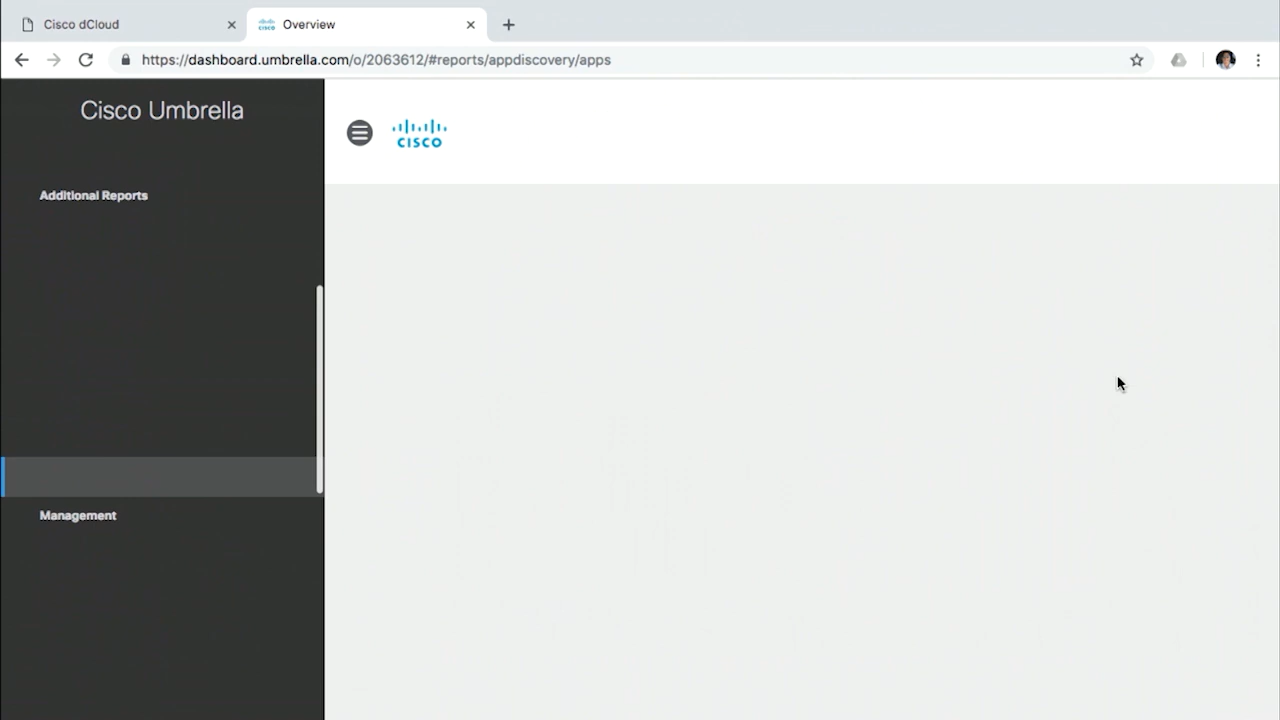 Cisco dCloud
Overview
https://dashboard.umbrella.com/o/2063612/#reports/appdiscovery/apps
Cisco Umbrella
CISCO
Additional Reports
Management